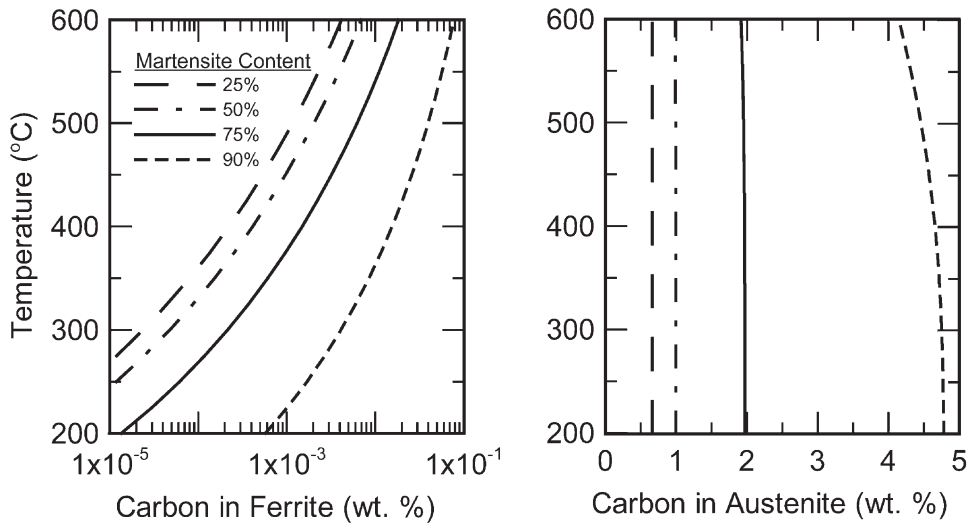 600
500
400
300
200
Temperature (ºC)
Martensite Content
25%
50%
75%
90%
1x10-5
1x10-3
1x10-1
Carbon in Ferrite (wt. %)
600
500
400
300
200
0
1
2
3
4
5
Carbon in Austenite (wt. %)